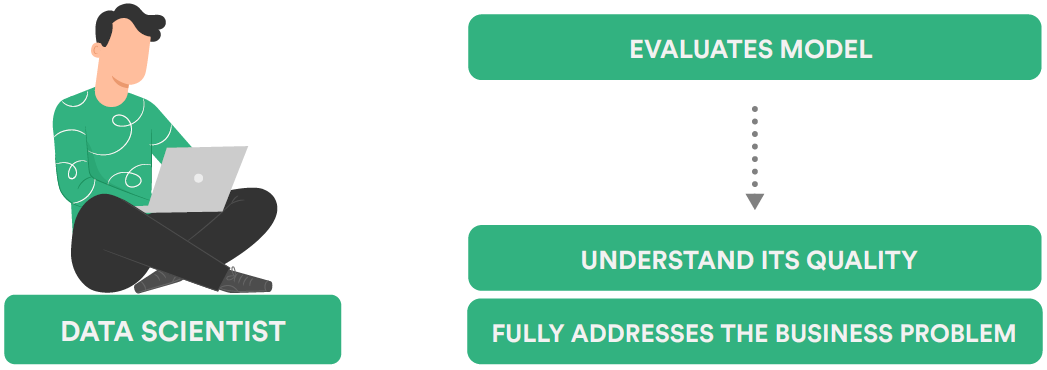 EVALUATES MODEL
UNDERSTAND ITS QUALITY
DATA SCIENTIST
FULLY ADDRESSES THE BUSINESS PROBLEM